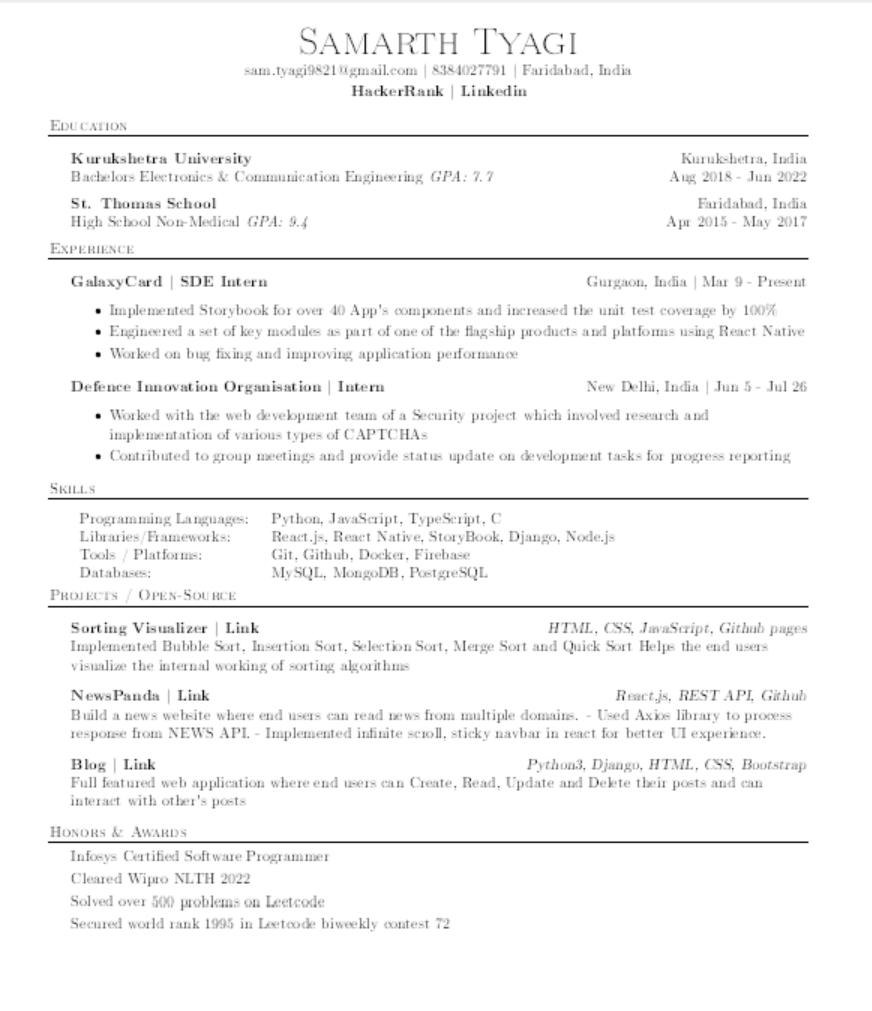 SAMARTH TYAGI
sam.tyagi9821@gmail.com | 8384027791 | Faridabad, India
HackerRank | Linkedin
EDUCATION
Kurukshetra University Kurukshetra, India
Bachelors Electronics & Communication Engineering GPA: 7.7 Aug 2018 - Jun 2022
St. Thomas School Faridabad, India
High School Non-Medical GPA: 9.4 Apr 2015 - May 2017
EXPERIENCE
GalaxyCard | SDE Intern Gurgaon, India | Mar 9 - Present
• Implemented Storybook for over 40 App's components and increased the unit test coverage by 100%
• Engineered a set of key modules as part of one of the flagship products and platforms using React Native
• Worked on bug fixing and improving application performance
Defence Innovation Organisation | Intern New Delhi, India | Jun 5 - Jul 26
• Worked with the web development team of a Security project which involved research and
implementation of various types of CAPTCHAs
• Contributed to group meetings and provide status update on development tasks for progress reporting
SKILLS
Programming Languages: Python, JavaScript, TypeScript, C
Libraries/Frameworks: React.js, React Native, StoryBook, Django, Node.js
Tools / Platforms: Git, Github, Docker, Firebase
Databases: MySQL, MongoDB, PostgreSQL
PROJECTS / OPEN-SOURCE
Sorting Visualizer | Link HTML, CSS, JavaScript, Github pages
Implemented Bubble Sort, Insertion Sort, Selection Sort, Merge Sort and Quick Sort Helps the end users
visualize the internal working of sorting algorithms
NewsPanda | Link React.js, REST API, Github
Build a news website where end users can read news from multiple domains. - Used Axios library to process
response from NEWS API. - Implemented infinite scroll, sticky navbar in react for better UI experience.
Blog | Link Python3, Django, HTML, CSS, Bootstrap
Full featured web application where end users can Create, Read, Update and Delete their posts and can
interact with other's posts
HONORS & AWARDS
Infosys Certified Software Programmer
Cleared Wipro NLTH 2022
Solved over 500 problems on Leetcode
Secured world rank 1995 in Leetcode biweekly contest 72